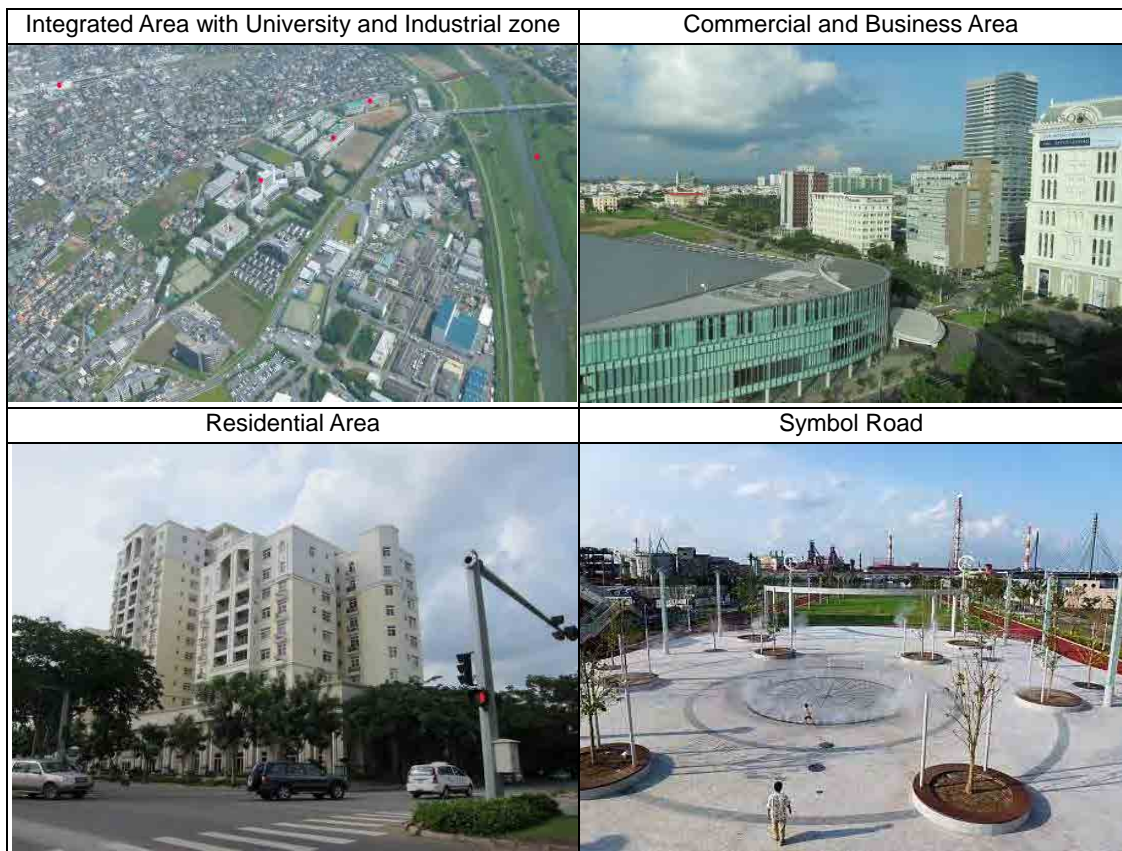 Integrated Area with University and Industrial zone
Commercial and Business Area
Residential Area
Symbol Road